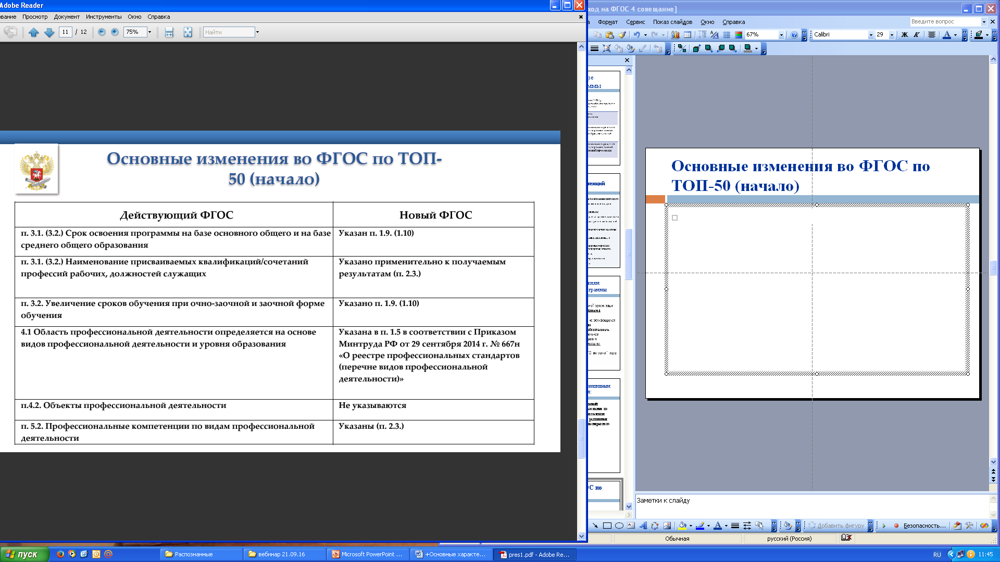 Adobe Reader
ование Просмотр Документ Инструменты Окно Справка
11 / 12 75% Найти
Основные изменения во ФГОС по ТОП-
50 (начало)
Действующий ФГОС
Новый ФГОС
п. 3.1. (3.2.) Срок освоения программы на базе основного общего и на базе
среднего общего образования
Указан п. 1.9. (1.10)
п. 3.1. (3.2.) Наименование присваиваемых квалификаций/сочетаний
профессий рабочих, должностей служащих
Указано применительно к получаемым
результатам (п. 2.3.)
п. 3.2. Увеличение сроков обучения при очно-заочной и заочной форме
обучения
Указано п. 1.9. (1.10)
4.1 Область профессиональной деятельности определяется на основе
видов профессиональной деятельности и уровня образования
Указана в п. 1.5 в соответствии с Приказом
Минтруда РФ от 29 сентября 2014 г. № 667н
«О реестре профессиональных стандартов
(перечне видов профессиональной
деятельности)»
п.4.2. Объекты профессиональной деятельности
Не указываются
п. 5.2. Профессиональные компетенции по видам профессиональной
деятельности
Указаны (п. 2.3.)
ход на ФГОС 4 совещание]
Формат Сервис Показ слайдов Окно Справка
Введите вопрос
67% Calibri 29 Ж К А
Основные изменения во ФГОС по
ТОП-50 (начало)
Заметки к слайду
Добавить фигуру Безопасность...
Обычная русский (Россия)
пуск
Распознанные
вебинар 21.09.16
Microsoft PowerPoint ...
+Основные характе...
pres1.pdf - Adobe Re...
RU 11:45